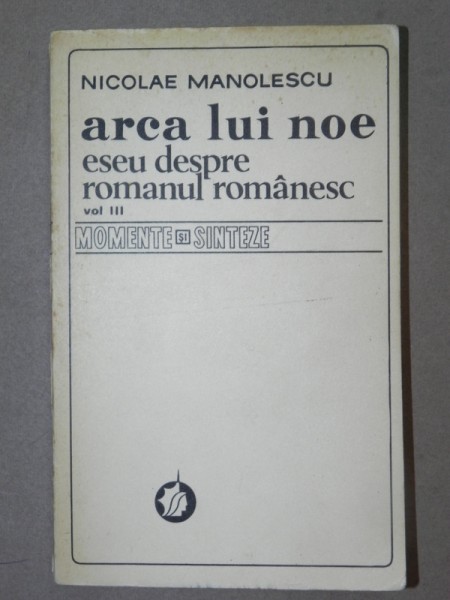 NICOLAE MANOLESCU
arca lui noe
eseu despre
romanul românesc
vol III
MOMENTE ȘI SINTEZE